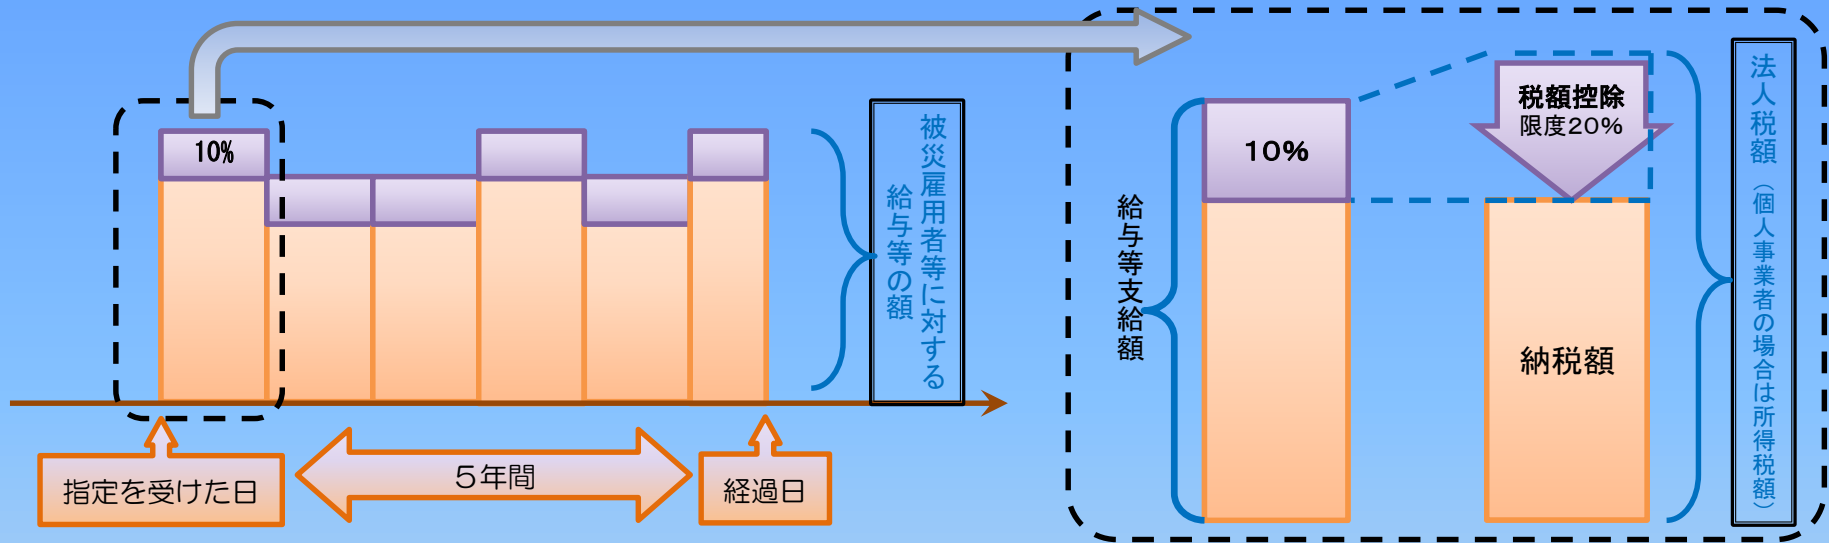 10%
被災雇用者等に対する
給与等の額
指定を受けた日
5年間
経過日
給与等支給額
10%
税額控除
限度20%
納税額
法人税額（個人事業者の場合は所得税額）